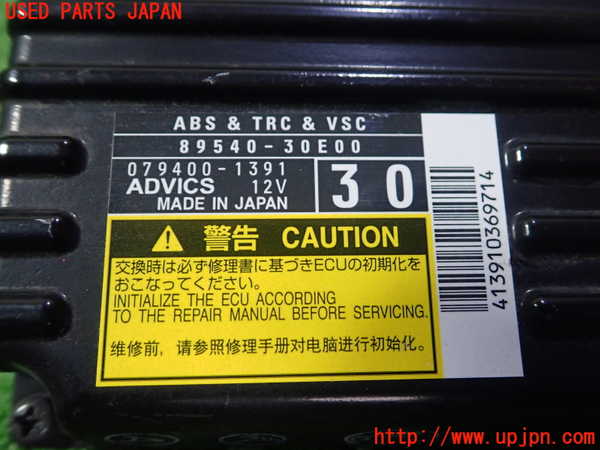 USED PARTS JAPAN
ABS & TRC & VSC
89540-30E00
079400-1391
ADVICS 12V
MADE IN JAPAN
30
413910369714
警告 CAUTION
交換時は必ず修理書に基づきECUの初期化を
おこなってください。
INITIALIZE THE ECU ACCORDING
TO THE REPAIR MANUAL BEFORE SERVICING.
维修前，请参照修理手册对电脑进行初始化。
http://www.upjpn.com/